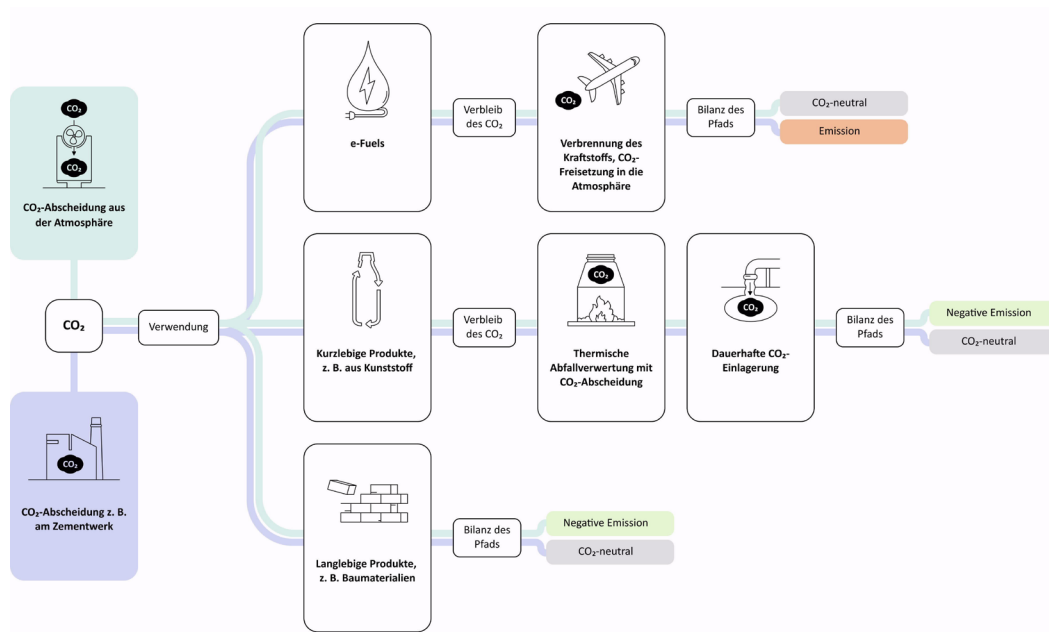 CO₂
CO₂
CO₂-Abscheidung aus
der Atmosphäre
CO₂
CO₂
CO₂-Abscheidung z. B.
am Zementwerk
Verwendung
e-Fuels
Verbleib
des CO₂
CO₂
Verbrennung des
Kraftstoffs, CO₂-
Freisetzung in die
Atmosphäre
Bilanz des
Pfads
CO₂-neutral
Emission
Kurzlebige Produkte,
z. B. aus Kunststoff
Verbleib
des CO₂
CO₂
Thermische
Abfallverwertung mit
CO₂-Abscheidung
CO₂
Dauerhafte CO₂-
Einlagerung
Bilanz des
Pfads
Negative Emission
CO₂-neutral
Langlebige Produkte,
z. B. Baumaterialien
Bilanz des
Pfads
Negative Emission
CO₂-neutral